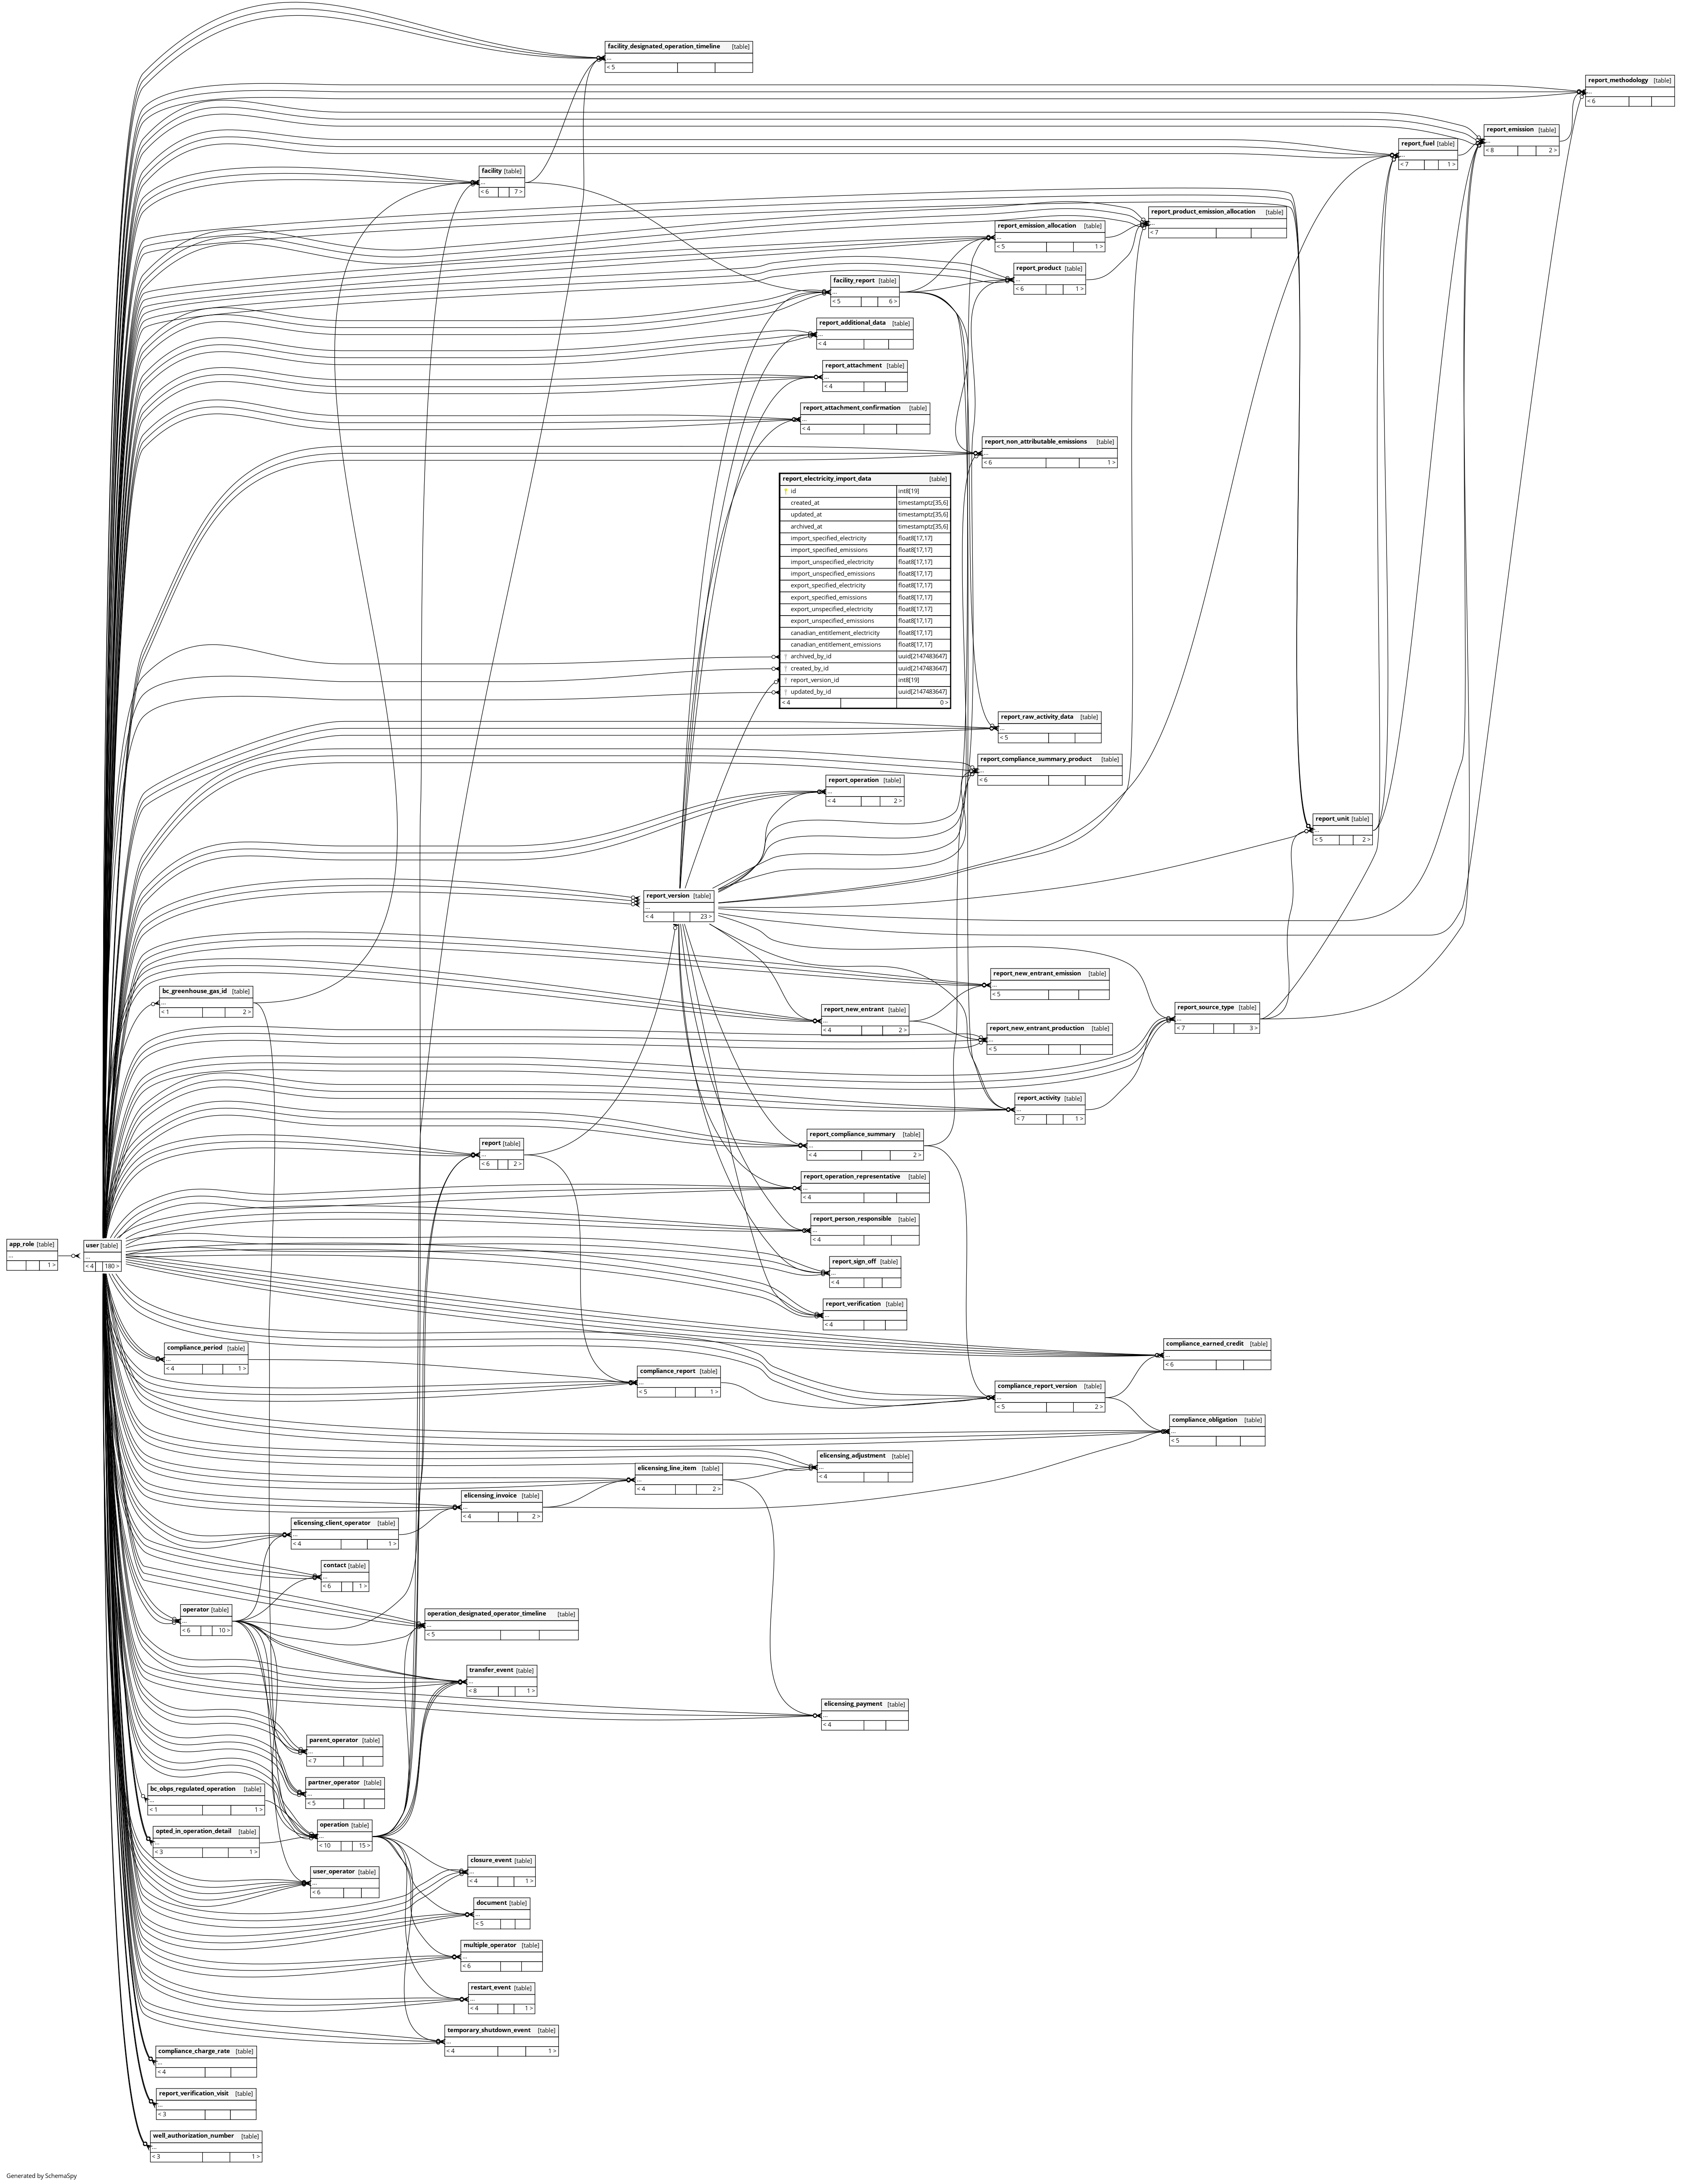 facility_designated_operation_timeline [table]
...
< 5
report_methodology [table]
...
< 6
report_emission [table]
...
< 8 2 >
report_fuel [table]
...
< 7 1 >
facility [table]
...
< 6 7 >
report_product_emission_allocation [table]
...
< 7
report_emission_allocation [table]
...
< 5 1 >
report_product [table]
...
< 6 1 >
facility_report [table]
...
< 5 6 >
report_additional_data [table]
...
< 4
report_attachment [table]
...
< 4
report_attachment_confirmation [table]
...
< 4
report_non_attributable_emissions [table]
...
< 6 1 >
report_electricity_import_data [table]
id int8[19]
created_at timestamptz[35,6]
updated_at timestamptz[35,6]
archived_at timestamptz[35,6]
import_specified_electricity float8[17,17]
import_specified_emissions float8[17,17]
import_unspecified_electricity float8[17,17]
import_unspecified_emissions float8[17,17]
export_specified_electricity float8[17,17]
export_specified_emissions float8[17,17]
export_unspecified_electricity float8[17,17]
export_unspecified_emissions float8[17,17]
canadian_entitlement_electricity float8[17,17]
canadian_entitlement_emissions float8[17,17]
archived_by_id uuid[2147483647]
created_by_id uuid[2147483647]
report_version_id int8[19]
updated_by_id uuid[2147483647]
< 4 0 >
report_raw_activity_data [table]
...
< 5
report_compliance_summary_product [table]
...
< 6
report_operation [table]
...
< 4 2 >
report_unit [table]
...
< 5 2 >
report_version [table]
...
< 4 23 >
report_new_entrant_emission [table]
...
< 5
bc_greenhouse_gas_id [table]
...
< 1 2 >
report_new_entrant [table]
...
< 4 2 >
report_source_type [table]
...
< 7 3 >
report_new_entrant_production [table]
...
< 5
report_activity [table]
...
< 7 1 >
report_compliance_summary [table]
...
< 4 2 >
report [table]
...
< 6 2 >
report_operation_representative [table]
...
< 4
report_person_responsible [table]
...
< 4
app_role [table]
...
1 >
user [table]
...
< 4 180 >
report_sign_off [table]
...
< 4
report_verification [table]
...
< 4
compliance_period [table]
...
< 4 1 >
compliance_earned_credit [table]
...
< 6
compliance_report [table]
...
< 5 1 >
compliance_report_version [table]
...
< 5 2 >
compliance_obligation [table]
...
< 5
elicensing_adjustment [table]
...
< 4
elicensing_line_item [table]
...
< 4 2 >
elicensing_invoice [table]
...
< 4 2 >
elicensing_client_operator [table]
...
< 4 1 >
contact [table]
...
< 6 1 >
operator [table]
...
< 6 10 >
operation_designated_operator_timeline [table]
...
< 5
transfer_event [table]
...
< 8 1 >
elicensing_payment [table]
...
< 4
parent_operator [table]
...
< 7
partner_operator [table]
...
< 5
bc_obps_regulated_operation [table]
...
< 1 1 >
operation [table]
...
< 10 15 >
opted_in_operation_detail [table]
...
< 3 1 >
user_operator [table]
...
< 6
closure_event [table]
...
< 4 1 >
document [table]
...
< 5
multiple_operator [table]
...
< 6
restart_event [table]
...
< 4 1 >
temporary_shutdown_event [table]
...
< 4 1 >
compliance_charge_rate [table]
...
< 4
report_verification_visit [table]
...
< 3
well_authorization_number [table]
...
< 3 1 >
Generated by SchemaSpy